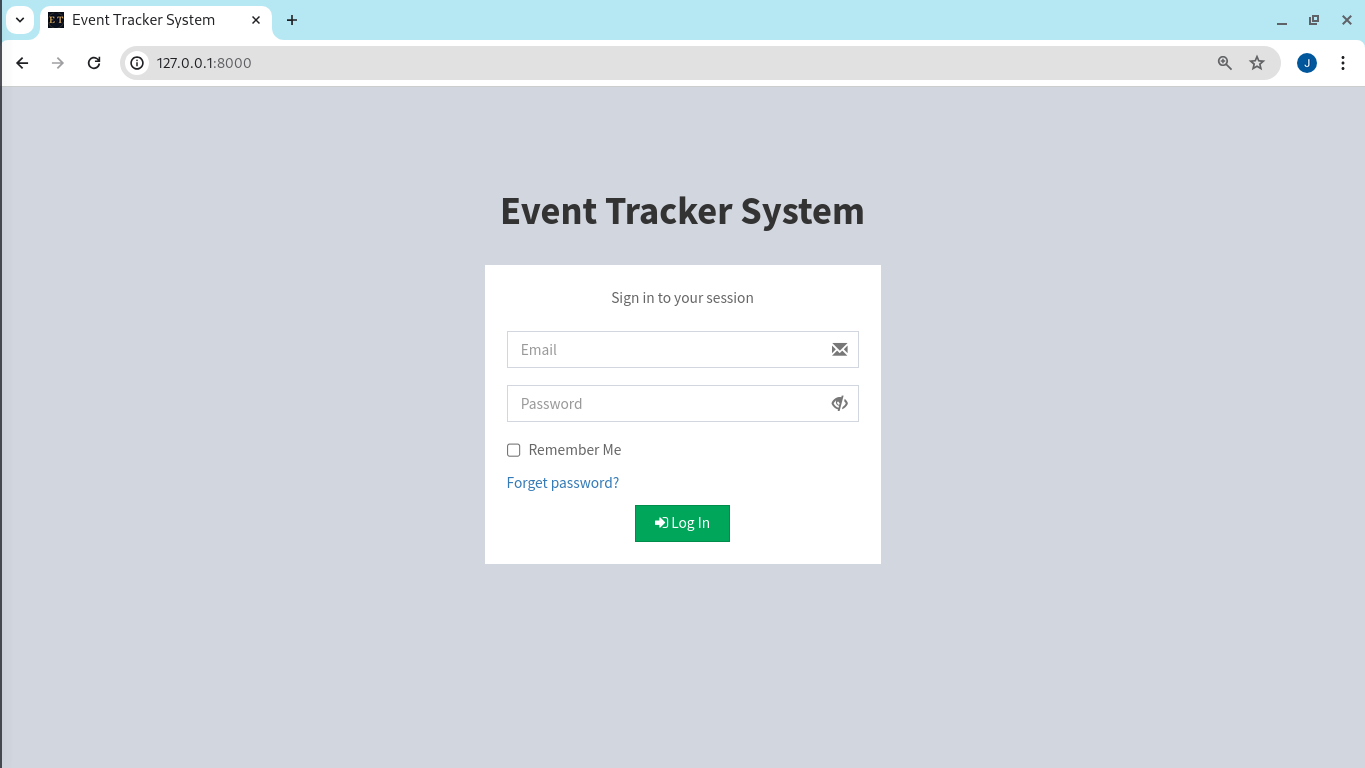 ET Event Tracker System
127.0.0.1:8000
J
Event Tracker System
Sign in to your session
Email
Password
Remember Me
Forget password?
Log In